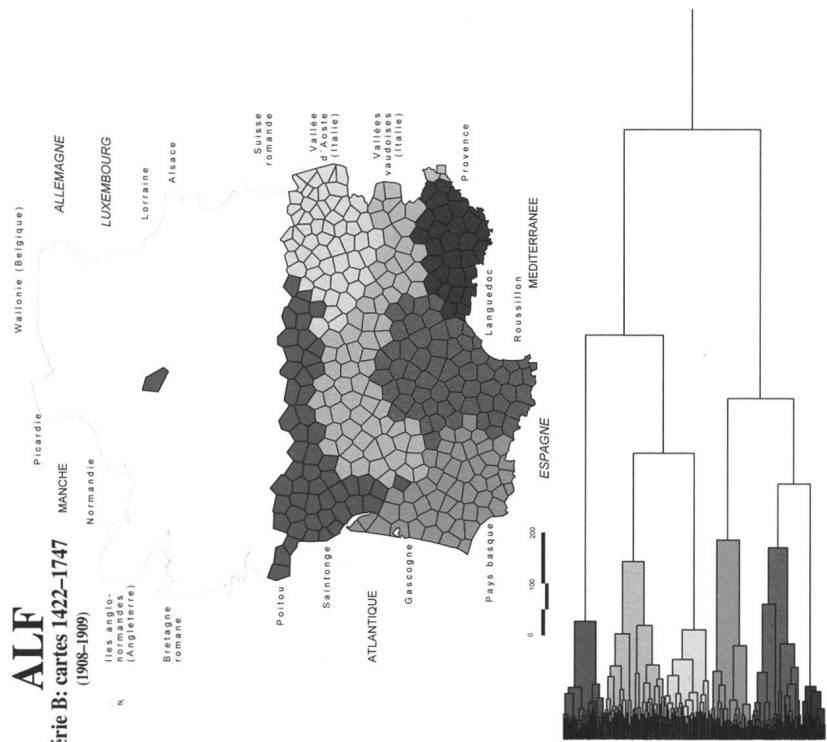 ALF
érie B: cartes 1422–1747
(1908–1909)
Iles anglo-
normandes
(Angleterre)
Bretagne
romane
N,
MANCHE
Normandie
Picardie
Wallonie (Belgique)
ALLEMAGNE
LUXEMBOURG
Lorraine
Alsace
Poitou
Saintonge
ATLANTIQUE
Gascogne
Pays basque
Suisse
romande
Vallée
d'Aoste
(Italie)
Vallées
vaudoises
(Italie)
Provence
Languedoc
Roussillon
MEDITERRANEE
ESPAGNE
0 100 200